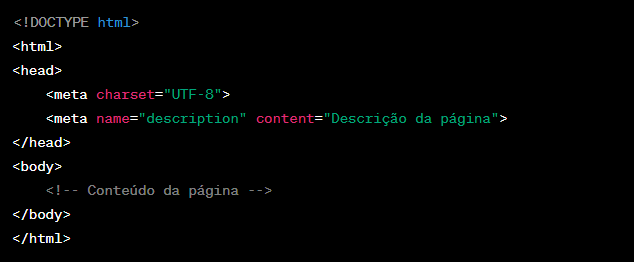 <!DOCTYPE html>
<html>
<head>
    <meta charset="UTF-8">
    <meta name="description" content="Descrição da página">
</head>
<body>
    <!-- Conteúdo da página -->
</body>
</html>